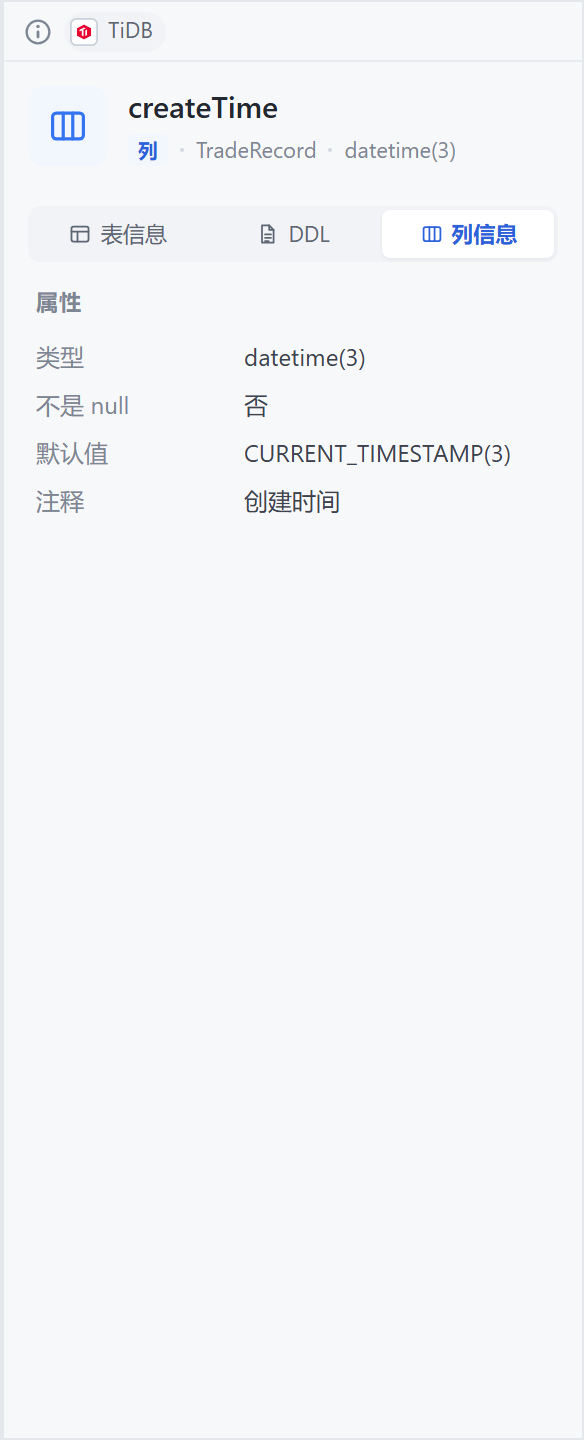 TiDB
createTime
列 · TradeRecord · datetime(3)
表信息 DDL 列信息
属性
类型 datetime(3)
不是 null 否
默认值 CURRENT_TIMESTAMP(3)
注释 创建时间